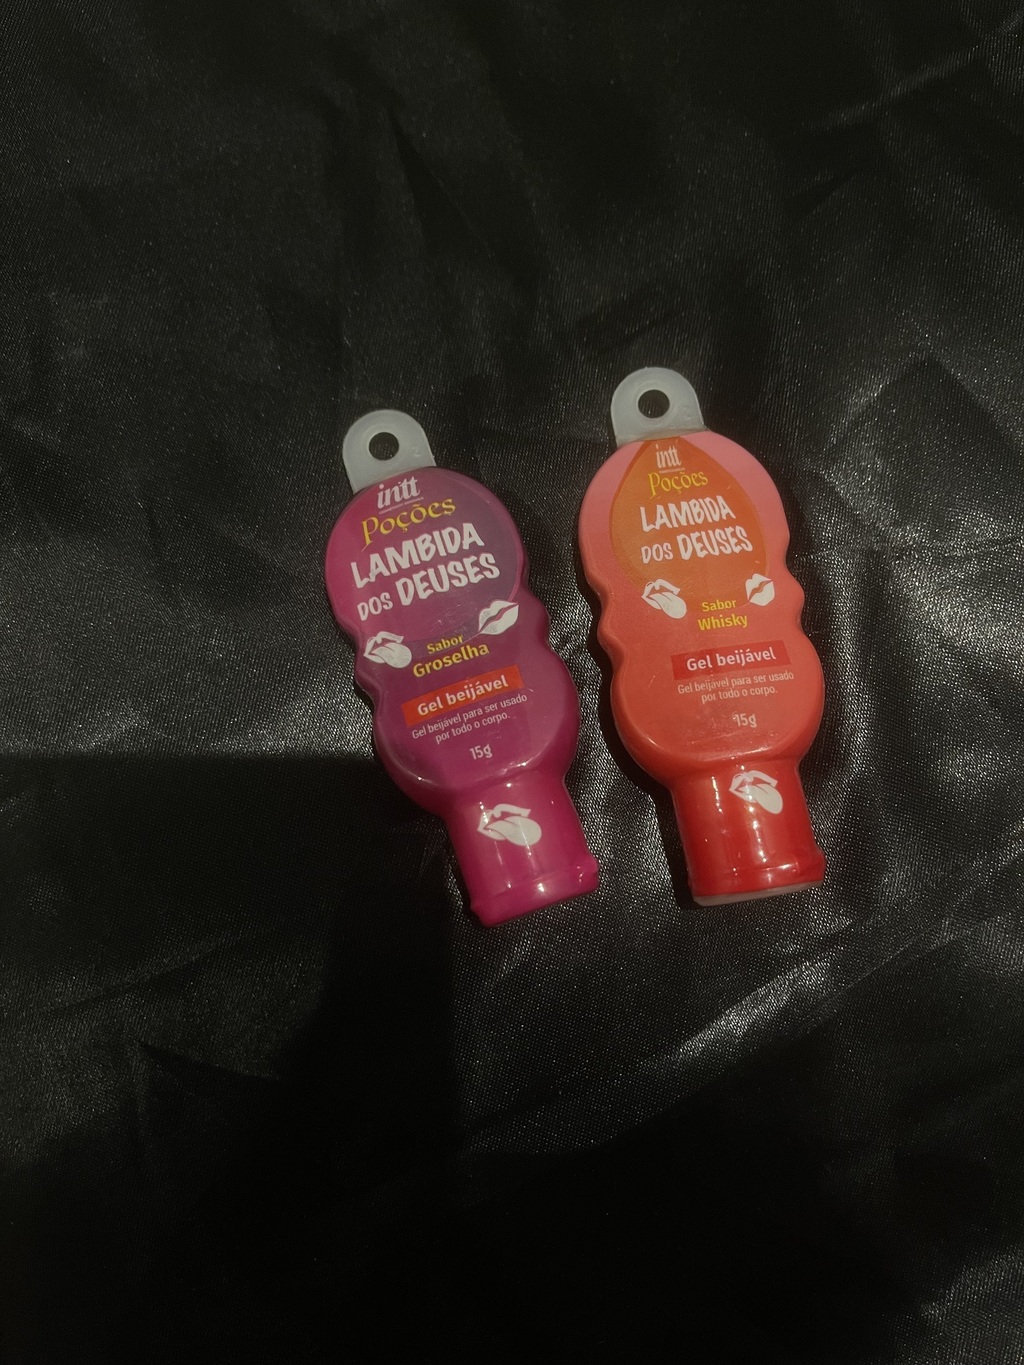 intt
Poções
LAMBIDA
DOS DEUSES
Sabor
Groselha
Gel beijável
Gel beijável para ser usado
por todo o corpo.
15g
intt
Poções
LAMBIDA
DOS DEUSES
Sabor
Whisky
Gel beijável
Gel beijável para ser usado
por todo o corpo.
15g